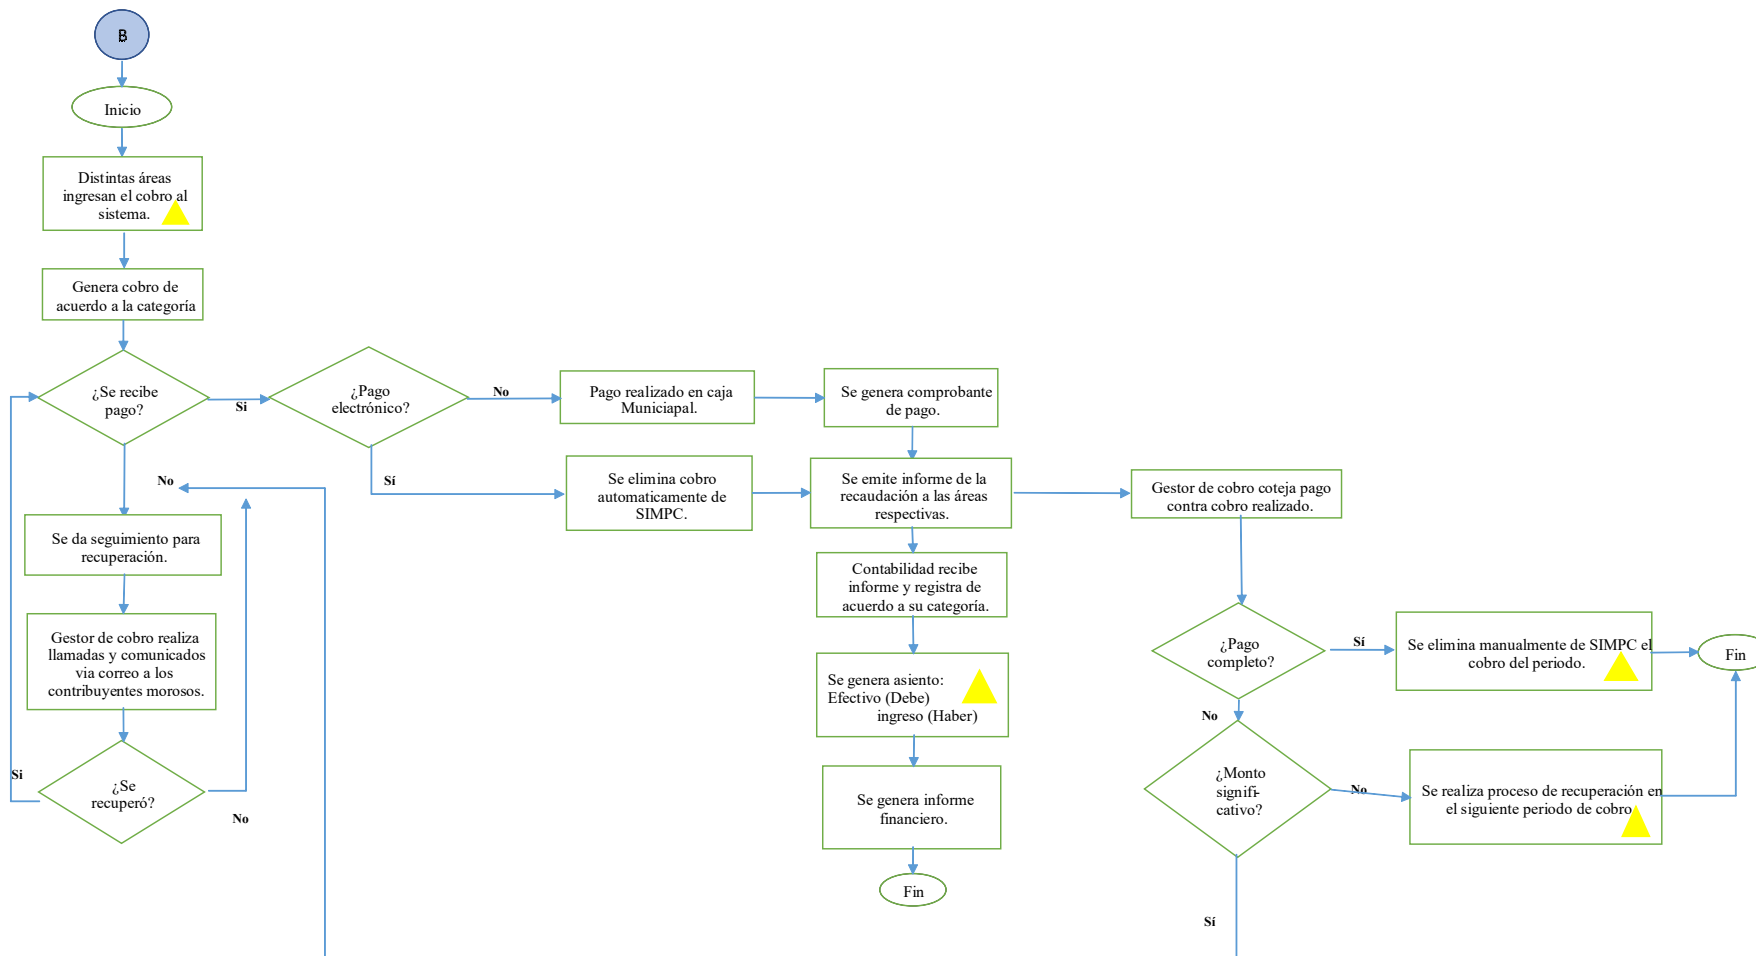 B
Inicio
Distintas áreas
ingresan el cobro al
sistema.
Genera cobro de
acuerdo a la categoría
¿Se recibe
pago?
Si
¿Pago
electrónico?
No
Pago realizado en caja
Municiapal.
Se genera comprobante
de pago.
No
Sí
Se elimina cobro
automaticamente de
SIMPC.
Se emite informe de la
recaudación a las áreas
respectivas.
Gestor de cobro coteja pago
contra cobro realizado.
Se da seguimiento para
recuperación.
Contabilidad recibe
informe y registra de
acuerdo a su categoría.
Gestor de cobro realiza
llamadas y comunicados
via correo a los
contribuyentes morosos.
¿Pago
completo?
Sí
Se elimina manualmente de SIMPC el
cobro del periodo.
Fin
Se genera asiento:
Efectivo (Debe)
ingreso (Haber)
No
Si
¿Se
recuperó?
No
Se genera informe
financiero.
¿Monto
signifi-
cativo?
No
Se realiza proceso de recuperación en
el siguiente periodo de cobro
Fin
Sí